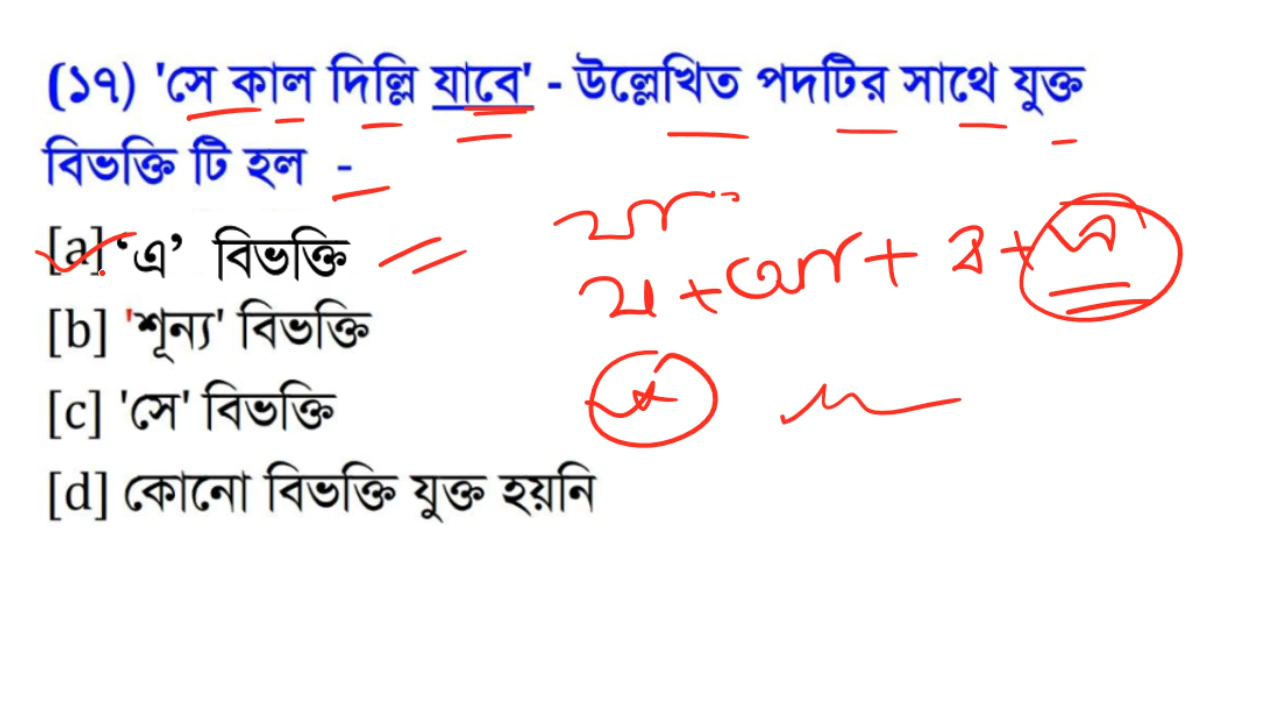 (১৭) 'সে কাল দিল্লি যাবে' - উল্লেখিত পদটির সাথে যুক্ত
বিভক্তি টি হল -
[a] ‘এ’ বিভক্তি
[b] 'শূন্য' বিভক্তি
[c] 'সে' বিভক্তি
[d] কোনো বিভক্তি যুক্ত হয়নি
যা
য + আ + ব + এ